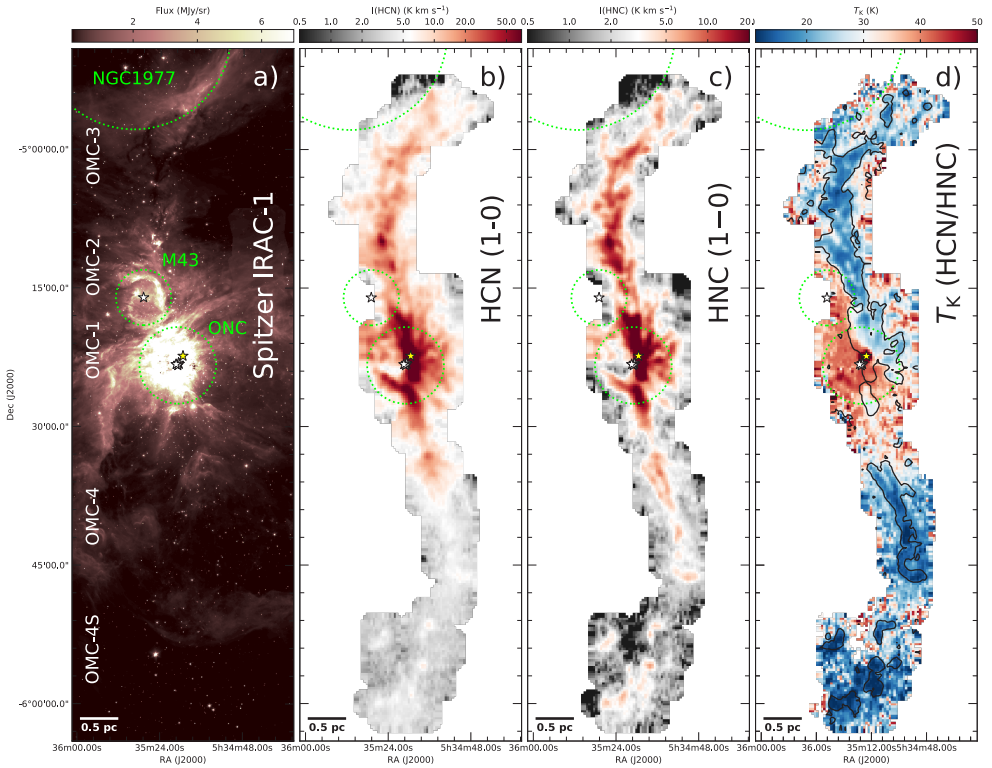 Flux (MJy/sr)
2 4 6
I(HCN) (K km s⁻¹)
0.5 1.0 2.0 5.0 10.0 20.0 50.0
I(HNC) (K km s⁻¹)
0.5 1.0 2.0 5.0 10.0 20.0
T_K (K)
20 30 40 50
a)
b)
c)
d)
NGC1977
M43
ONC
OMC-3
OMC-2
OMC-1
OMC-4
OMC-4S
Spitzer IRAC-1
HCN (1-0)
HNC (1−0)
T_K (HCN/HNC)
-5°00'00.0"
15'00.0"
30'00.0"
45'00.0"
-6°00'00.0"
Dec (J2000)
0.5 pc
0.5 pc
0.5 pc
0.5 pc
36m00.00s 35m24.00s 5h34m48.00s
36m00.00s 35m24.00s 5h34m48.00s
36m00.00s 35m24.00s 5h34m48.00s
36m00.00s 36.00s 35m12.00s 5h34m48.00s
RA (J2000)
RA (J2000)
RA (J2000)
RA (J2000)